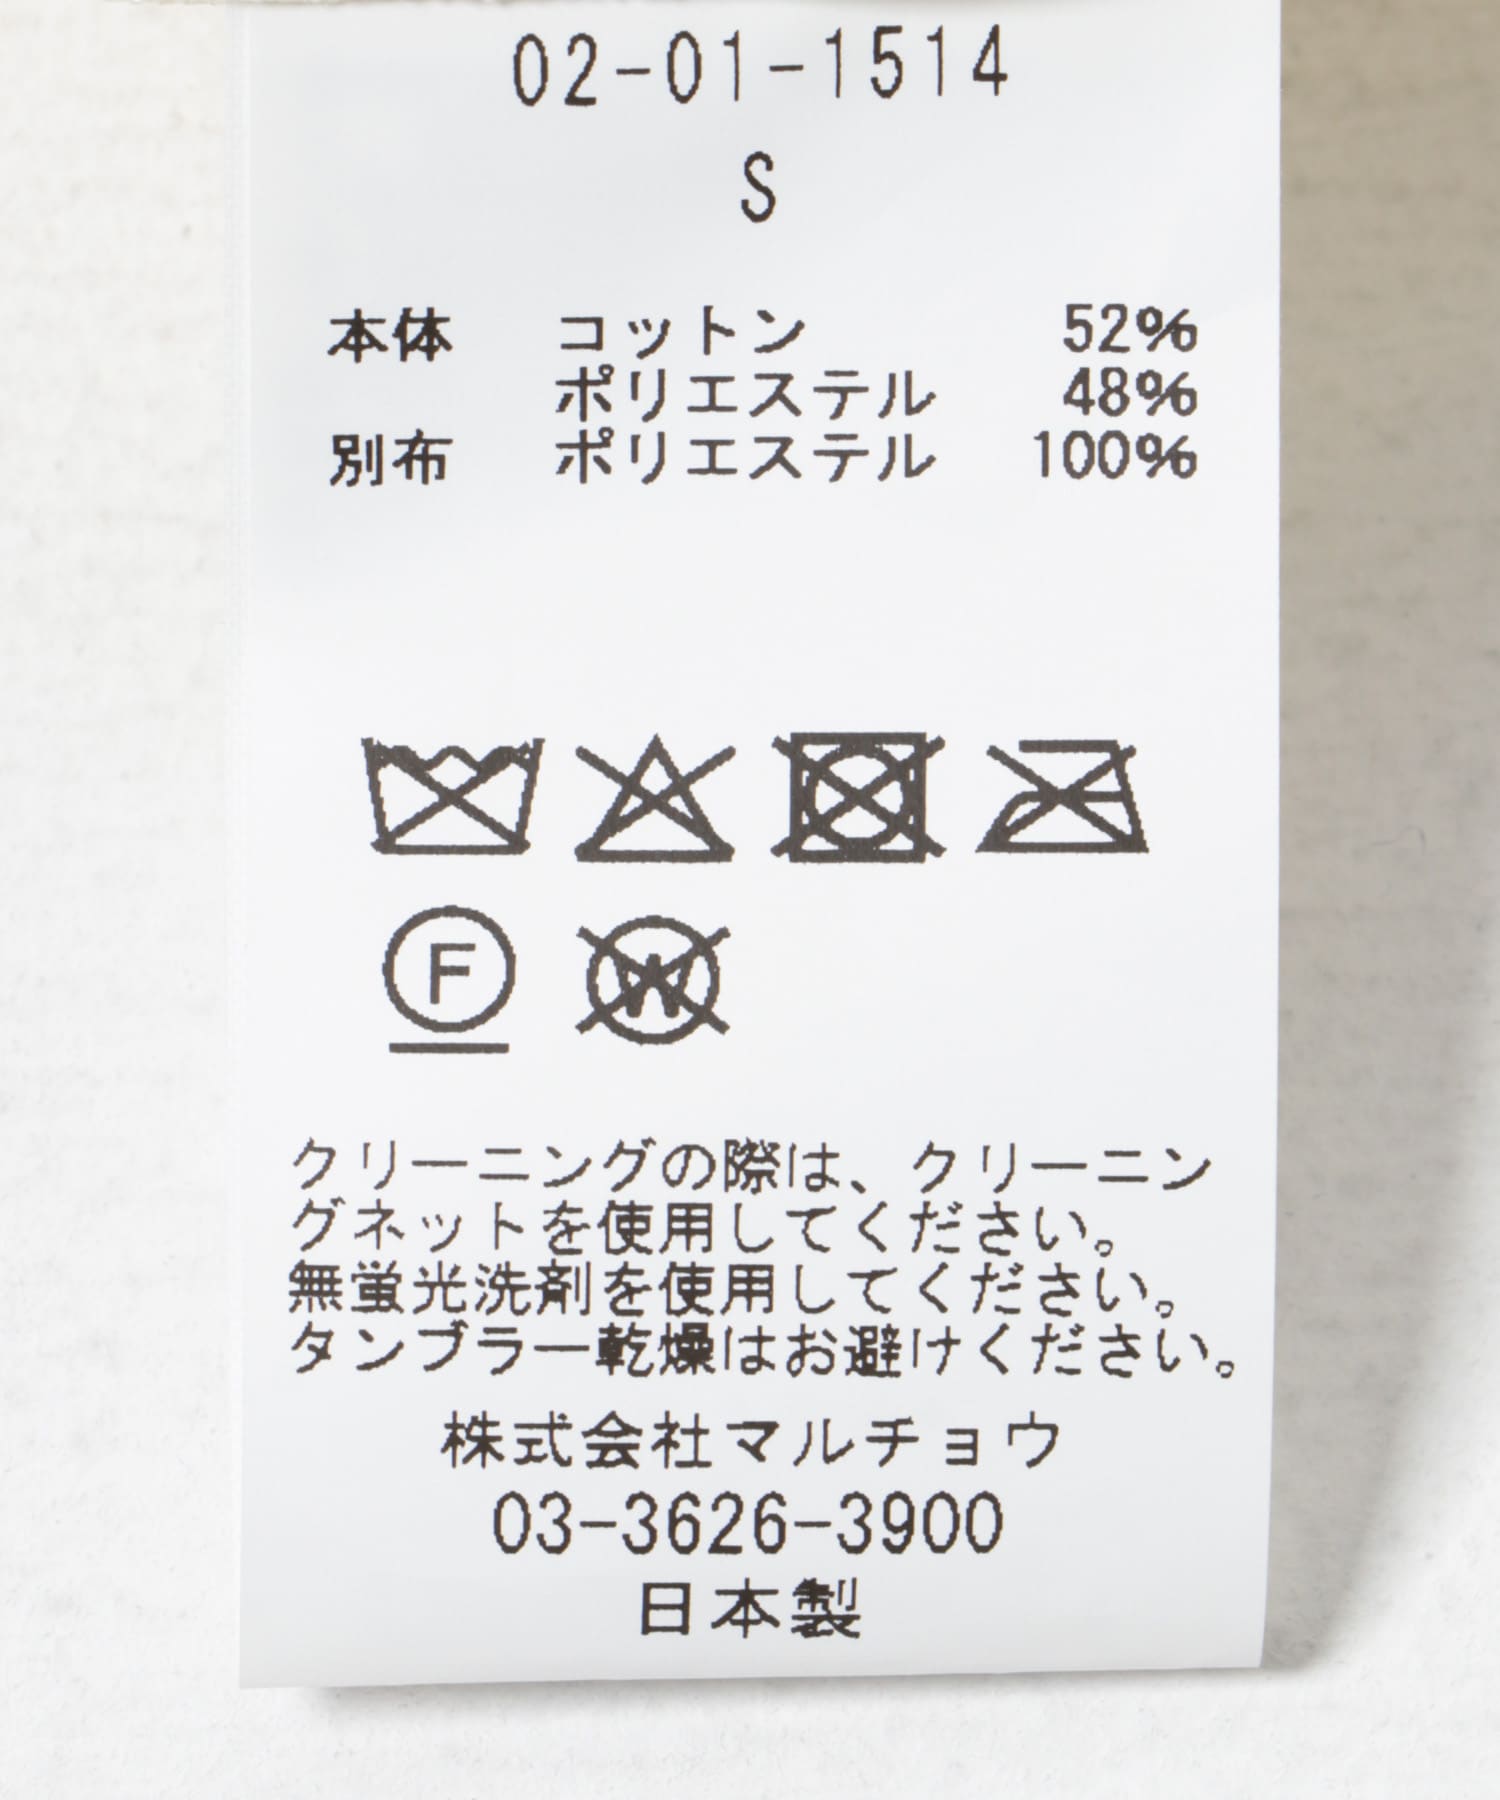 02-01-1514
S
本体 コットン 52%
ポリエステル 48%
別布 ポリエステル 100%
F
W
クリーニングの際は、クリーニン
グネットを使用してください。
無蛍光洗剤を使用してください。
タンブラー乾燥はお避けください。
株式会社マルチョウ
03-3626-3900
日本製